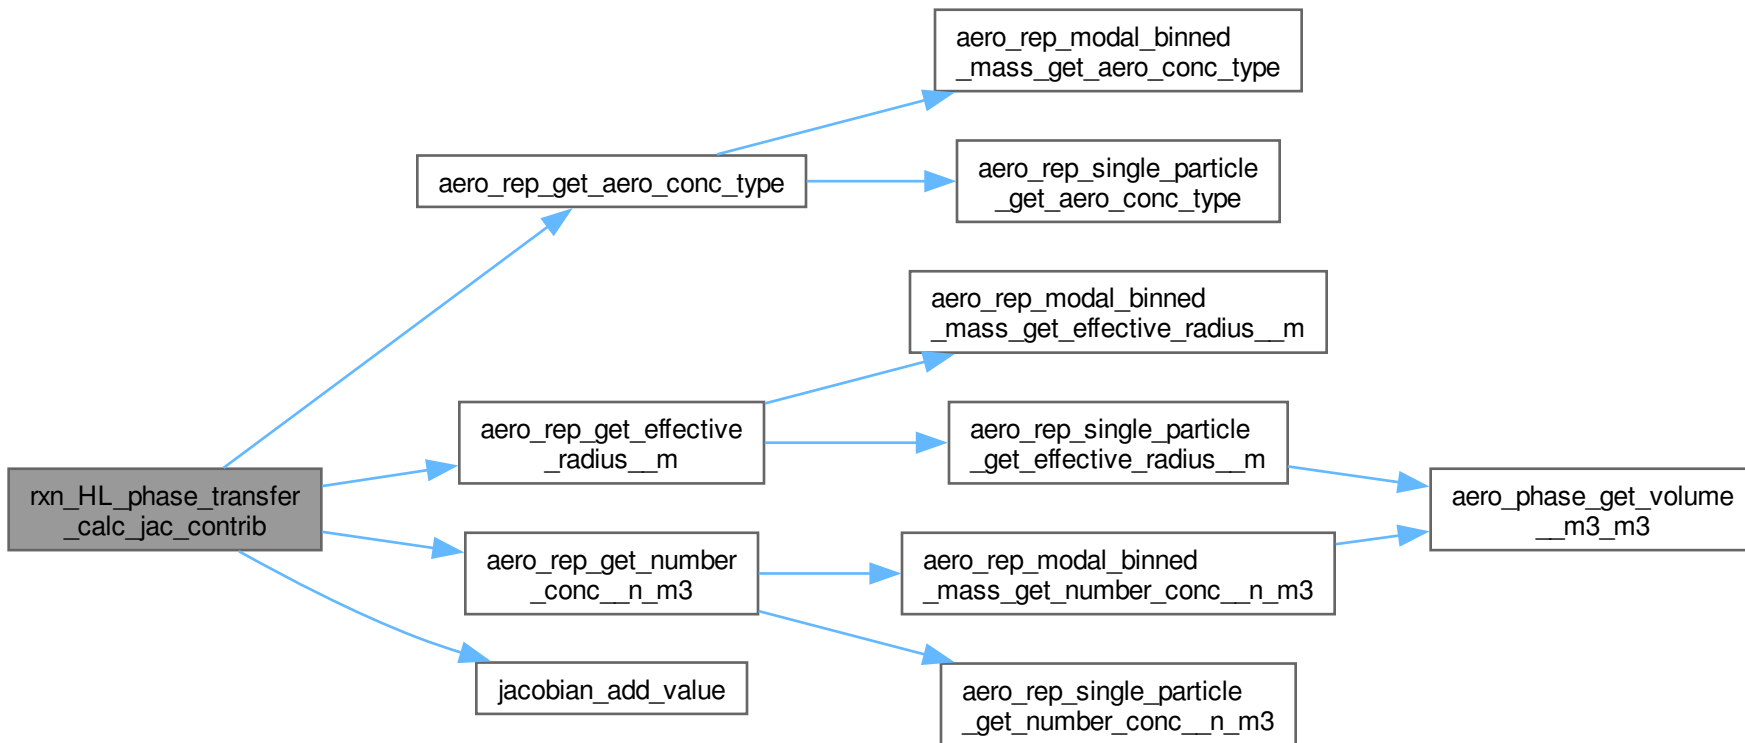 aero_rep_modal_binned
_mass_get_aero_conc_type
aero_rep_get_aero_conc_type
aero_rep_single_particle
_get_aero_conc_type
aero_rep_modal_binned
_mass_get_effective_radius__m
aero_rep_get_effective
_radius__m
aero_rep_single_particle
_get_effective_radius__m
rxn_HL_phase_transfer
_calc_jac_contrib
aero_phase_get_volume
__m3_m3
aero_rep_get_number
_conc__n_m3
aero_rep_modal_binned
_mass_get_number_conc__n_m3
jacobian_add_value
aero_rep_single_particle
_get_number_conc__n_m3